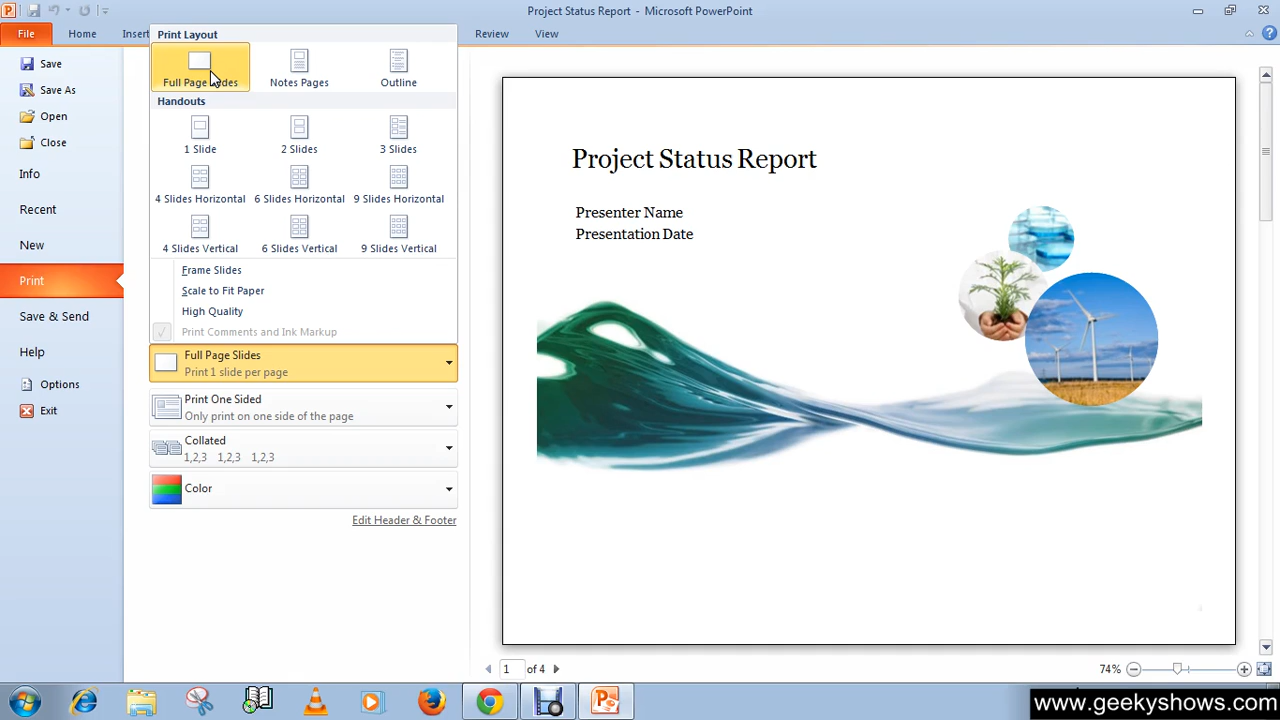 Project Status Report - Microsoft PowerPoint
File
Home
Insert
Review
View
Save
Save As
Open
Close
Info
Recent
New
Print
Save & Send
Help
Options
Exit
Print Layout
Full Page Slides
Notes Pages
Outline
Handouts
1 Slide
2 Slides
3 Slides
4 Slides Horizontal
6 Slides Horizontal
9 Slides Horizontal
4 Slides Vertical
6 Slides Vertical
9 Slides Vertical
Frame Slides
Scale to Fit Paper
High Quality
Print Comments and Ink Markup
Full Page Slides
Print 1 slide per page
Print One Sided
Only print on one side of the page
Collated
1,2,3 1,2,3 1,2,3
Color
Edit Header & Footer
Project Status Report
Presenter Name
Presentation Date
1 of 4
74%
www.geekyshows.com